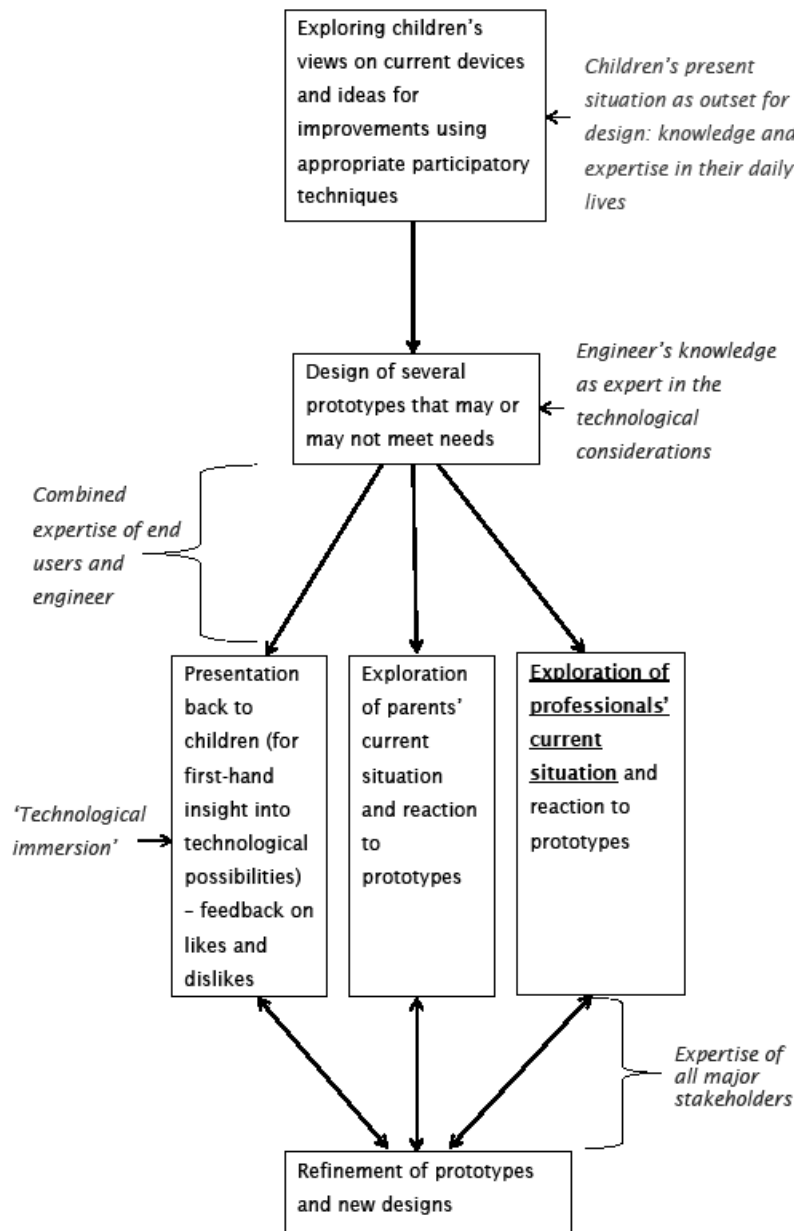 Exploring children's
views on current devices
and ideas for
improvements using
appropriate participatory
techniques
Children's present
situation as outset for
design: knowledge and
expertise in their daily
lives
Design of several
prototypes that may or
may not meet needs
Engineer's knowledge
as expert in the
technological
considerations
Combined
expertise of end
users and
engineer
Presentation
back to
children (for
first-hand
insight into
technological
possibilities)
– feedback on
likes and
dislikes
Exploration
of parents'
current
situation
and reaction
to
prototypes
Exploration of
professionals'
current
situation and
reaction to
prototypes
'Technological
immersion'
Expertise of
all major
stakeholders
Refinement of prototypes
and new designs